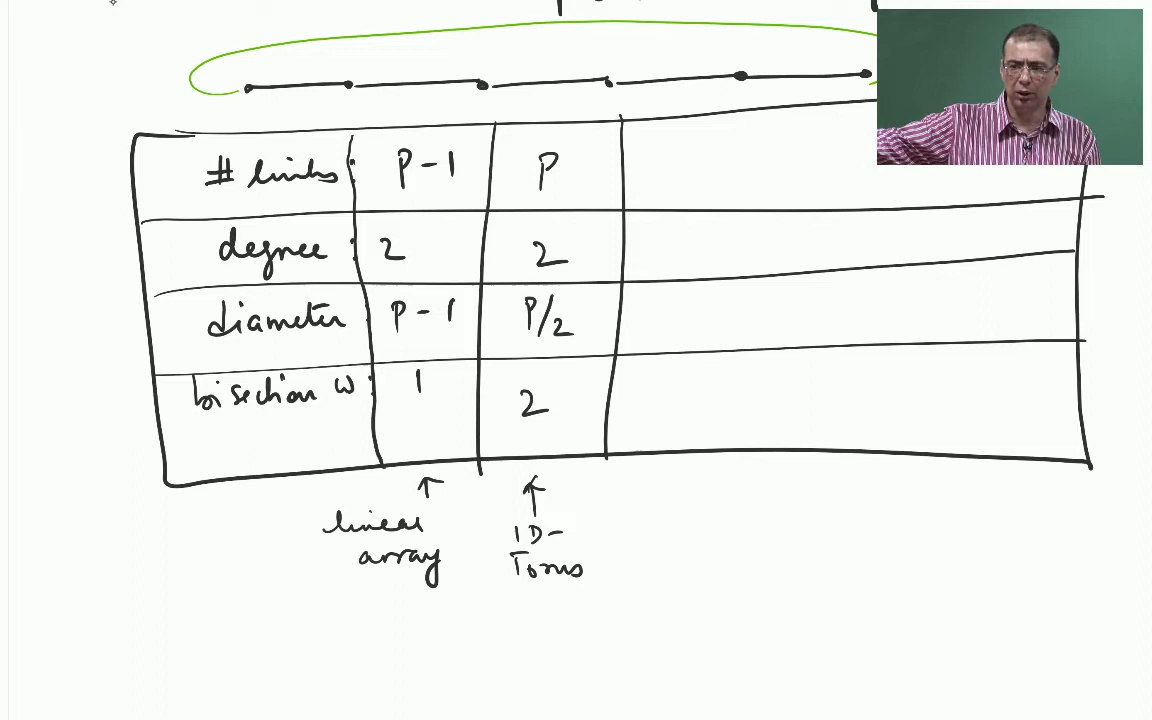 # links : P - 1 P
degree : 2 2
diameter P - 1 P/2
bisection w : 1 2
↑ ↑
linear 1D-
array Torus